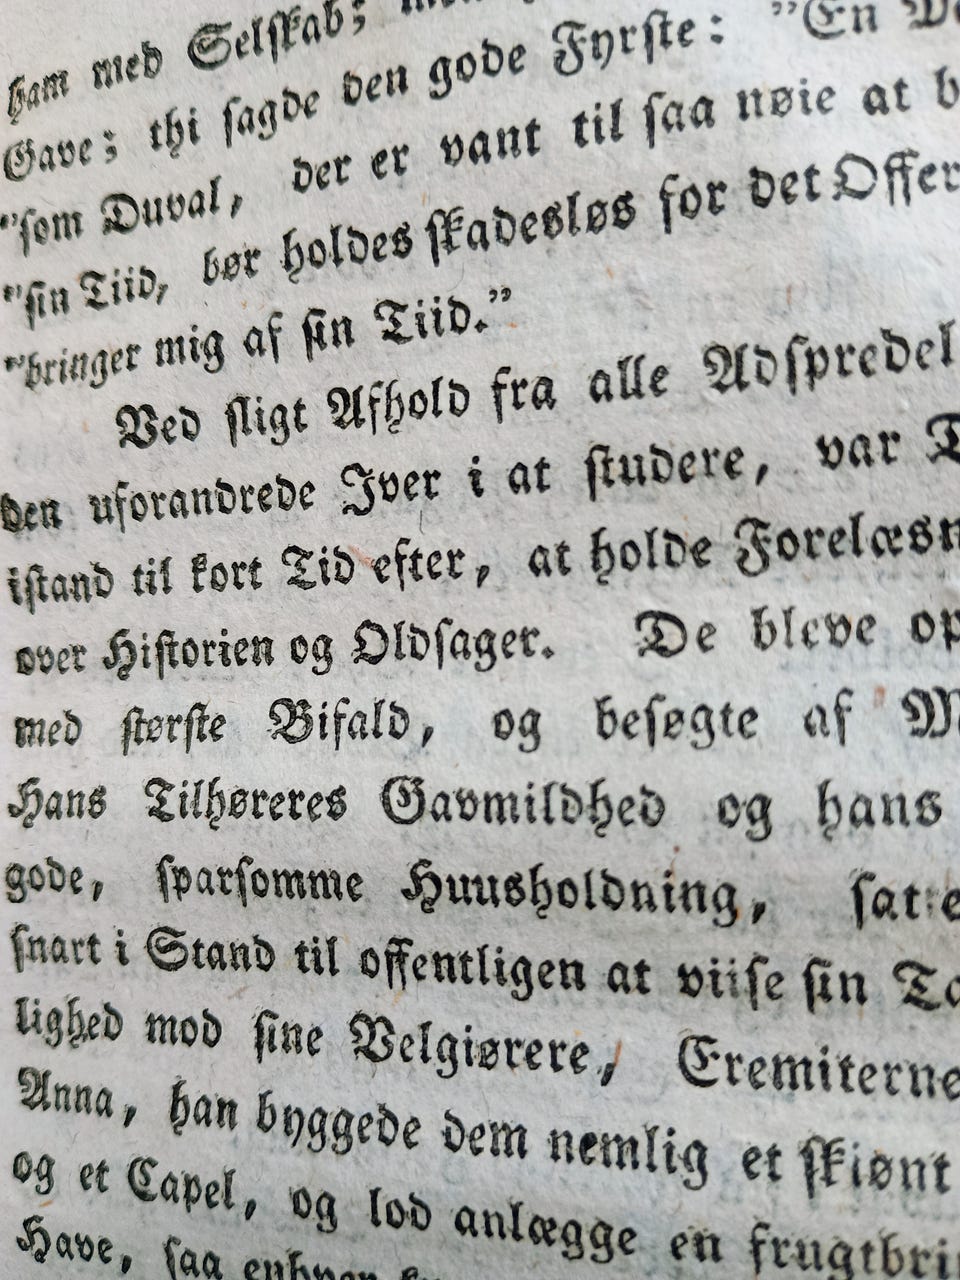 ham med Selſkab;
Gave; thi ſagde den gode Fyrſte: ”En
”ſom Duval, der er vant til ſaa nøie at
”ſin Tiid, bør holdes ſkadesløs for det Offer
”bringer mig af ſin Tiid.”
Ved ſligt Afhold fra alle Adſpredel
den uforandrede Iver i at ſtudere, var
iſtand til kort Tid efter, at holde Forelæsn
over Hiſtorien og Oldſager. De bleve op
med ſtørſte Bifald, og beſøgte af
Hans Tilhøreres Gavmildhed og hans
gode, ſparſomme Huusholdning, ſatte
ſnart i Stand til offentligen at viiſe ſin
lighed mod ſine Velgiørere, Eremiterne
Anna, han byggede dem nemlig et ſkiønt
og et Capel, og lod anlægge en frugtbri
Have, ſaa enhver